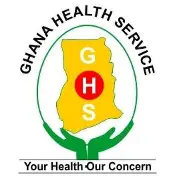 GHANA HEALTH SERVICE
G
H
S
Your Health•Our Concern